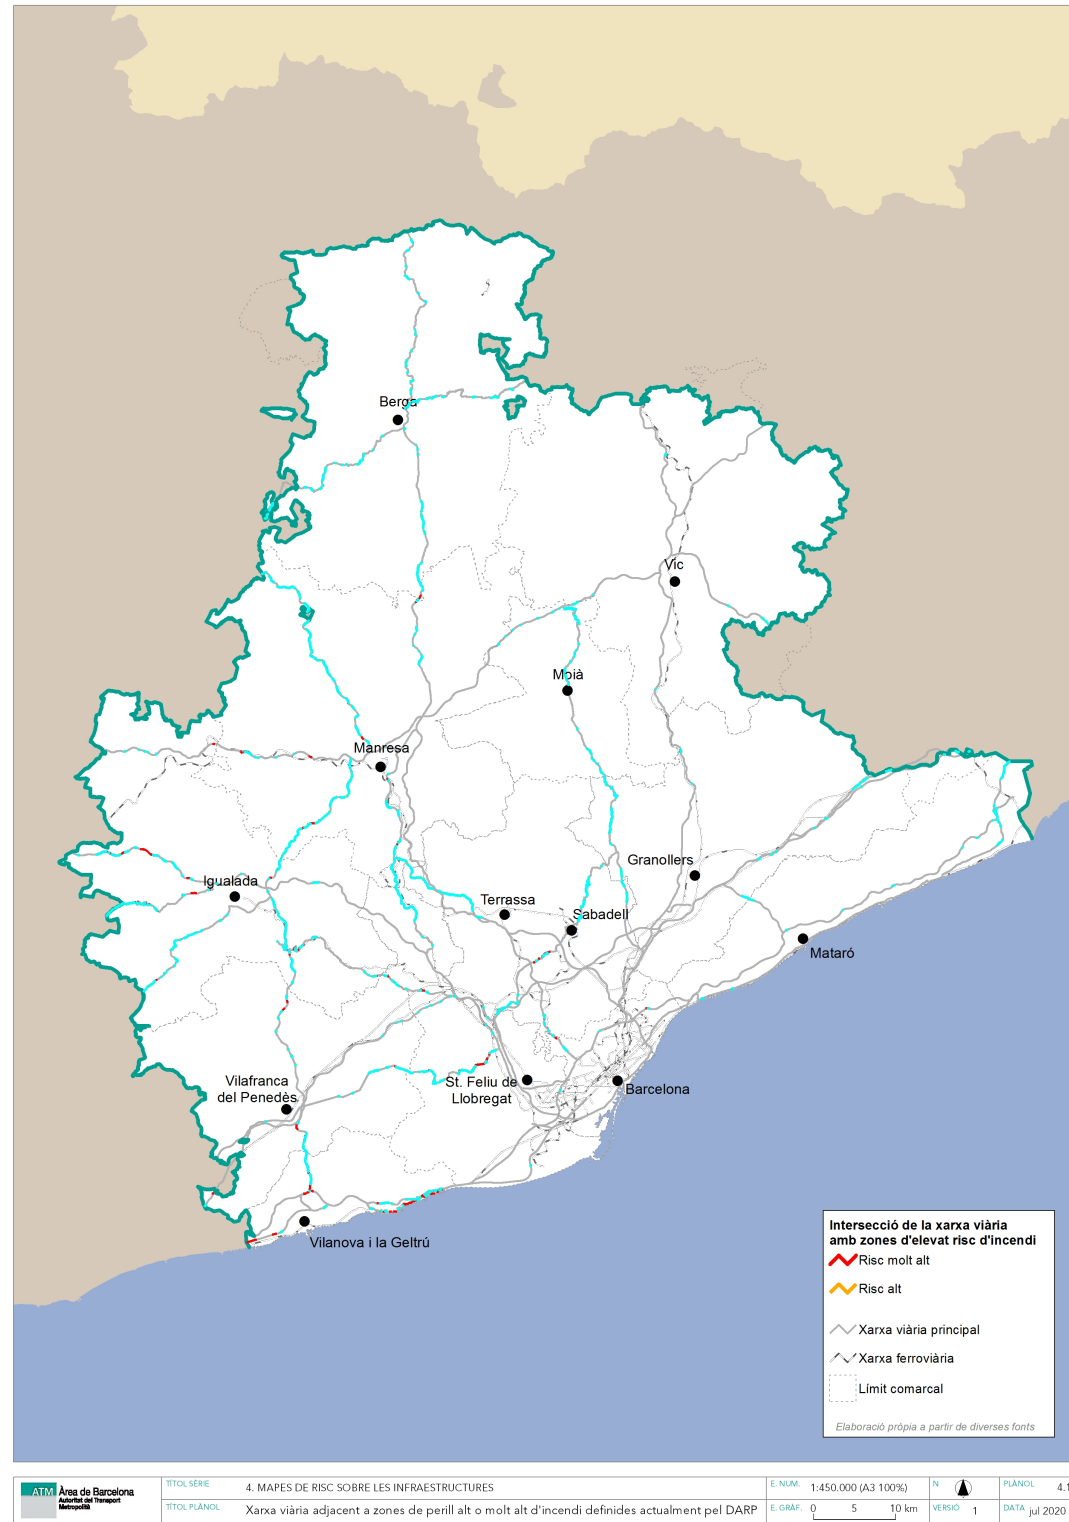 Berga
Vic
Moià
Manresa
Granollers
Igualada
Terrassa
Sabadell
Mataró
Vilafranca
del Penedès
St. Feliu de
Llobregat
Barcelona
Vilanova i la Geltrú
Intersecció de la xarxa viària
amb zones d'elevat risc d'incendi
Risc molt alt
Risc alt
Xarxa viària principal
Xarxa ferroviària
Límit comarcal
Elaboració pròpia a partir de diverses fonts
ATM Àrea de Barcelona
Autoritat del Transport
Metropolità
TÍTOL SÈRIE 4. MAPES DE RISC SOBRE LES INFRAESTRUCTURES
TÍTOL PLÀNOL Xarxa viària adjacent a zones de perill alt o molt alt d'incendi definides actualment pel DARP
E. NUM. 1:450.000 (A3 100%)
E. GRÀF. 0 5 10 km
N
VERSIÓ 1
PLÀNOL 4.1
DATA jul 2020